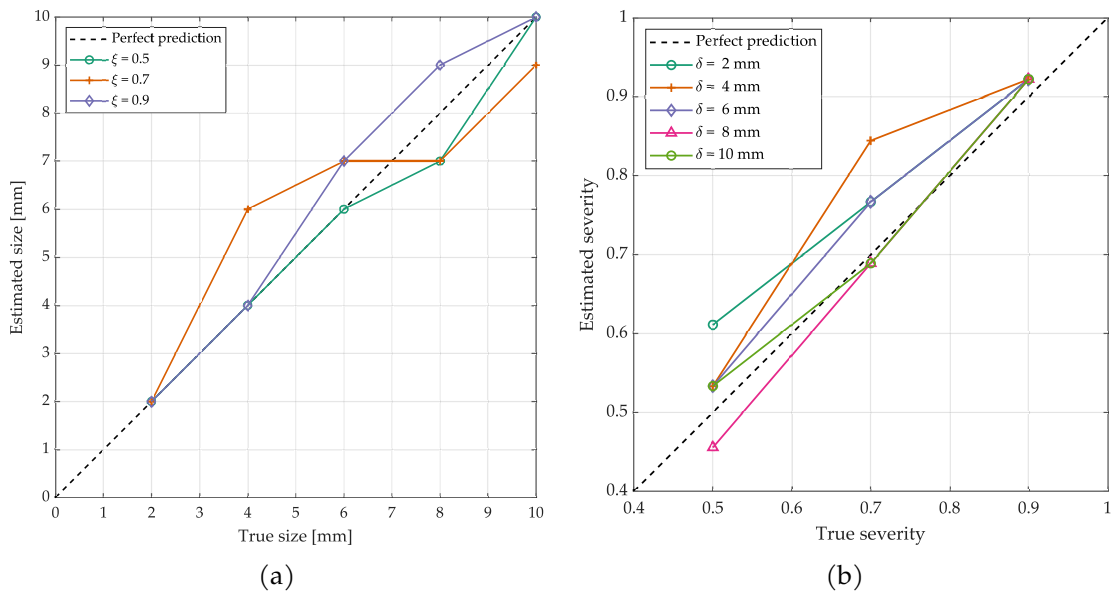 10
9
8
7
6
5
4
3
2
1
0
Estimated size [mm]
Perfect prediction
ξ = 0.5
ξ = 0.7
ξ = 0.9
0 1 2 3 4 5 6 7 8 9 10
True size [mm]
(a)
1
0.9
0.8
0.7
0.6
0.5
0.4
Estimated severity
Perfect prediction
δ = 2 mm
δ = 4 mm
δ = 6 mm
δ = 8 mm
δ = 10 mm
0.4 0.5 0.6 0.7 0.8 0.9 1
True severity
(b)